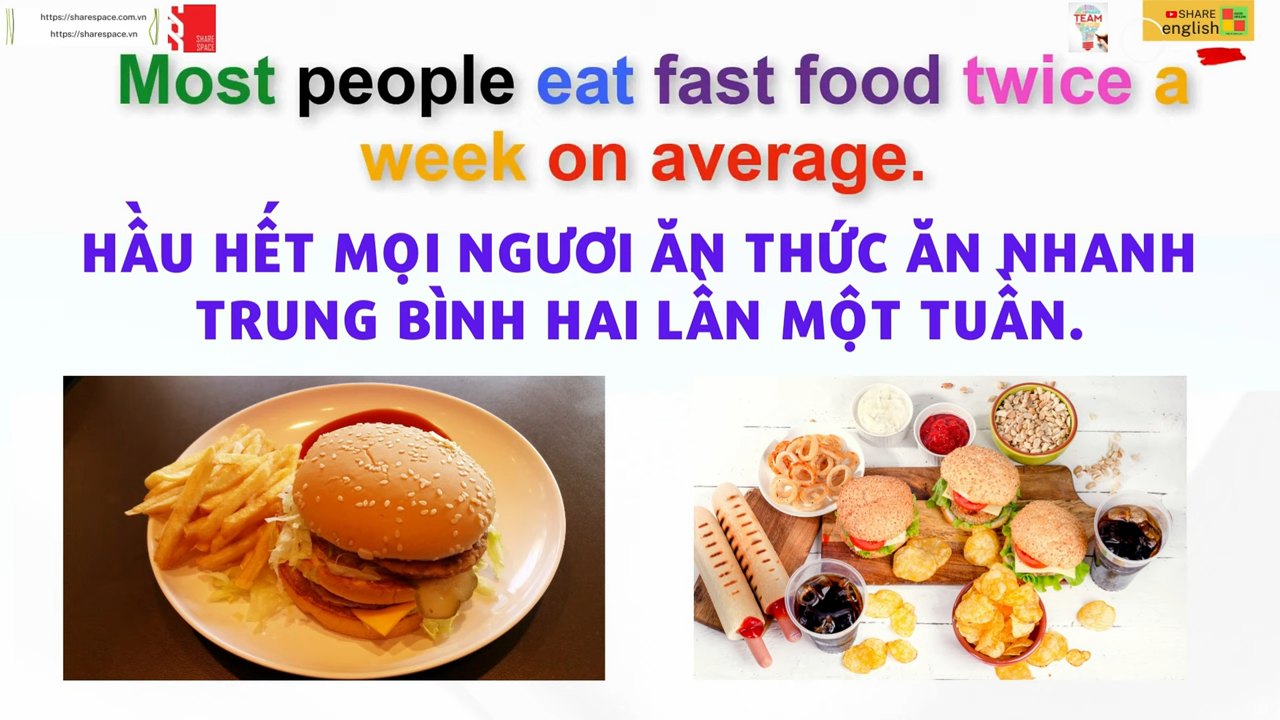 https://sharespace.com.vn
https://sharespace.vn
SHARE
SPACE
TEAM
SHARE
english
Most people eat fast food twice a
week on average.
HẦU HẾT MỌI NGƯƠI ĂN THỨC ĂN NHANH
TRUNG BÌNH HAI LẦN MỘT TUẦN.